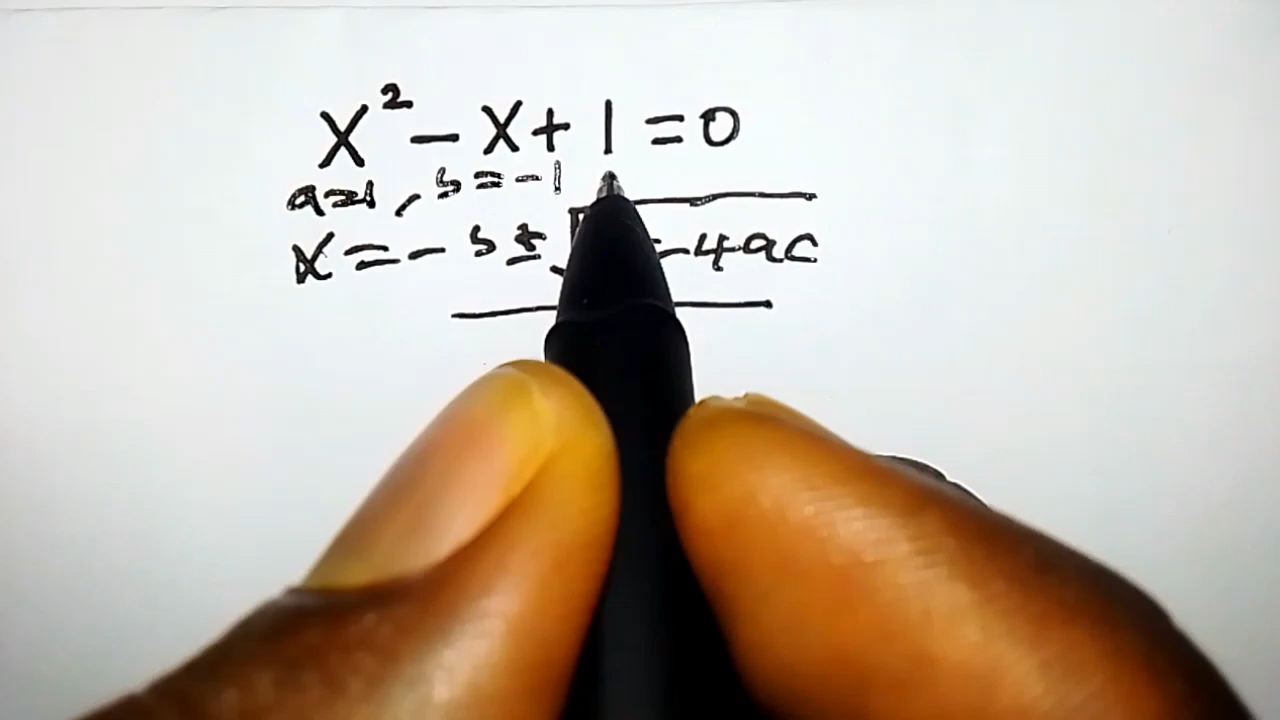 x² - x + 1 = 0
a=1, b = -1
x = - b ± √ - 4ac